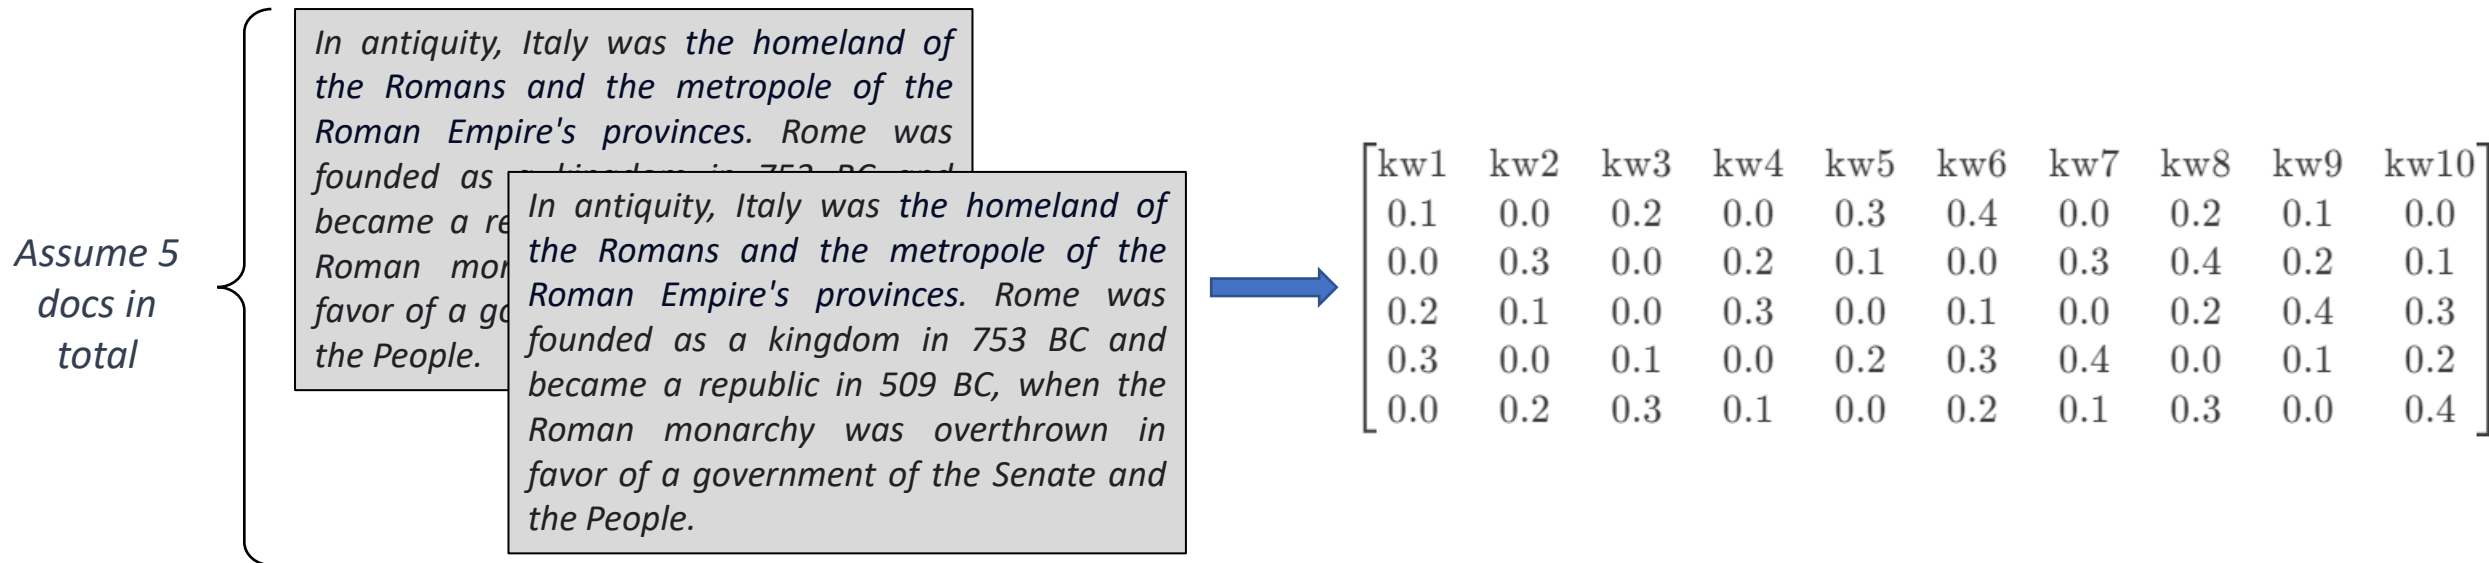 Assume 5
docs in
total
In antiquity, Italy was the homeland of
the Romans and the metropole of the
Roman Empire's provinces. Rome was
founded as a kingdom in 753 BC and
became a re
Roman mon
favor of a go
the People.
In antiquity, Italy was the homeland of
the Romans and the metropole of the
Roman Empire's provinces. Rome was
founded as a kingdom in 753 BC and
became a republic in 509 BC, when the
Roman monarchy was overthrown in
favor of a government of the Senate and
the People.
kw1 kw2 kw3 kw4 kw5 kw6 kw7 kw8 kw9 kw10
0.1 0.0 0.2 0.0 0.3 0.4 0.0 0.2 0.1 0.0
0.0 0.3 0.0 0.2 0.1 0.0 0.3 0.4 0.2 0.1
0.2 0.1 0.0 0.3 0.0 0.1 0.0 0.2 0.4 0.3
0.3 0.0 0.1 0.0 0.2 0.3 0.4 0.0 0.1 0.2
0.0 0.2 0.3 0.1 0.0 0.2 0.1 0.3 0.0 0.4